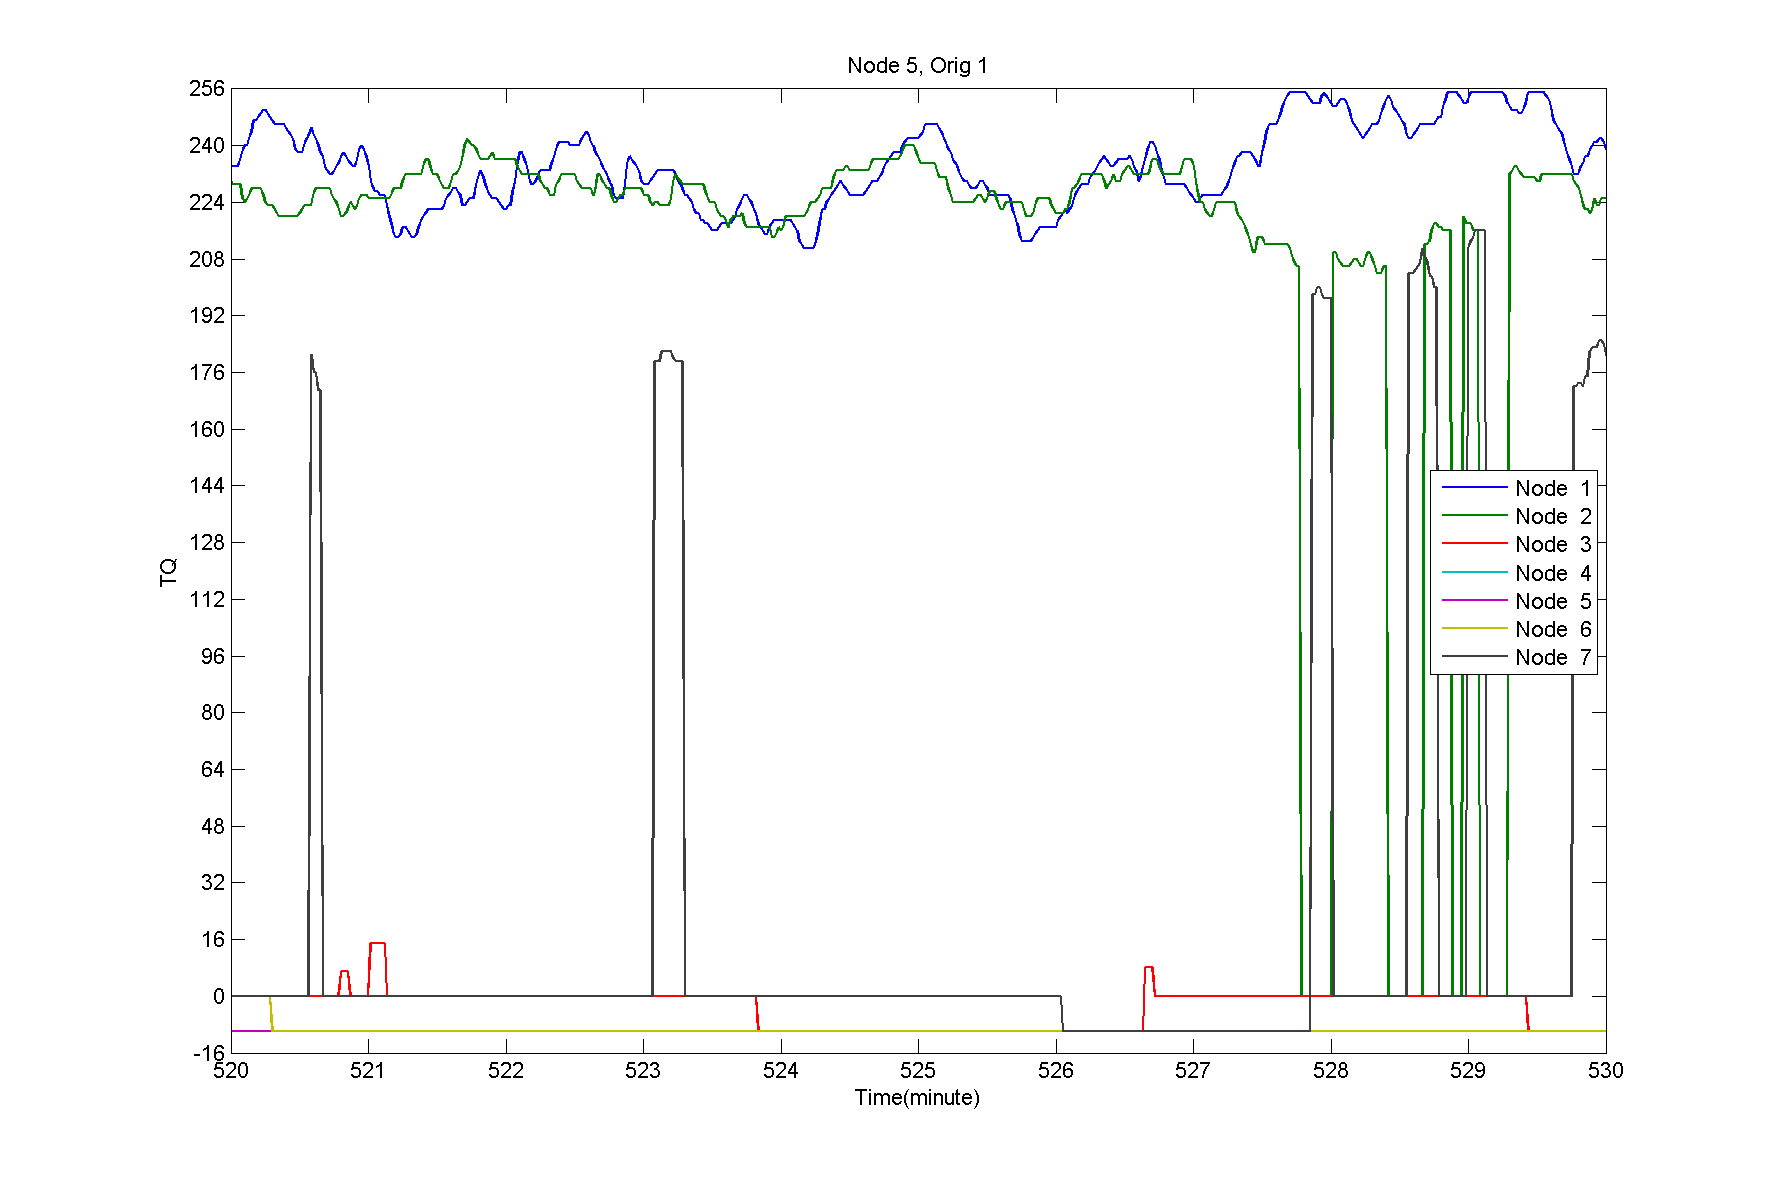 Node 5, Orig 1
256
240
224
208
192
176
160
144
128
112
96
80
64
48
32
16
0
-16
TQ
Node 1
Node 2
Node 3
Node 4
Node 5
Node 6
Node 7
520 521 522 523 524 525 526 527 528 529 530
Time(minute)